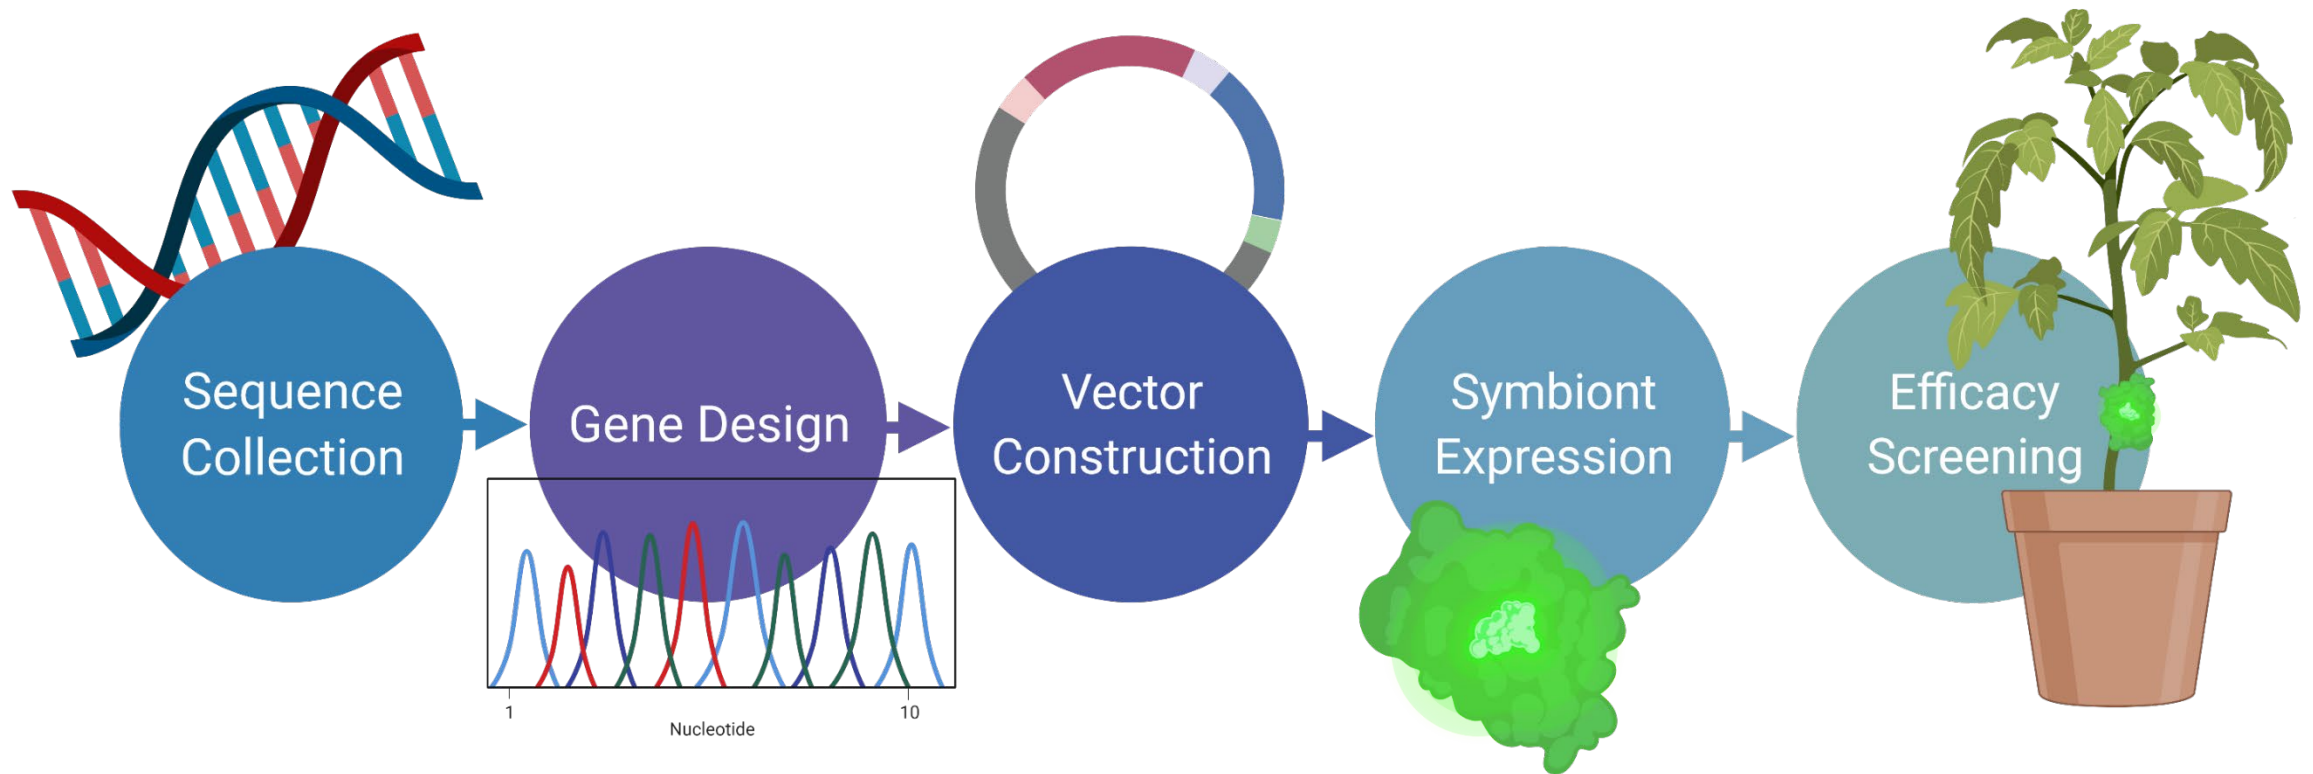 Sequence
Collection
Gene Design
Vector
Construction
Symbiont
Expression
Efficacy
Screening
1
10
Nucleotide